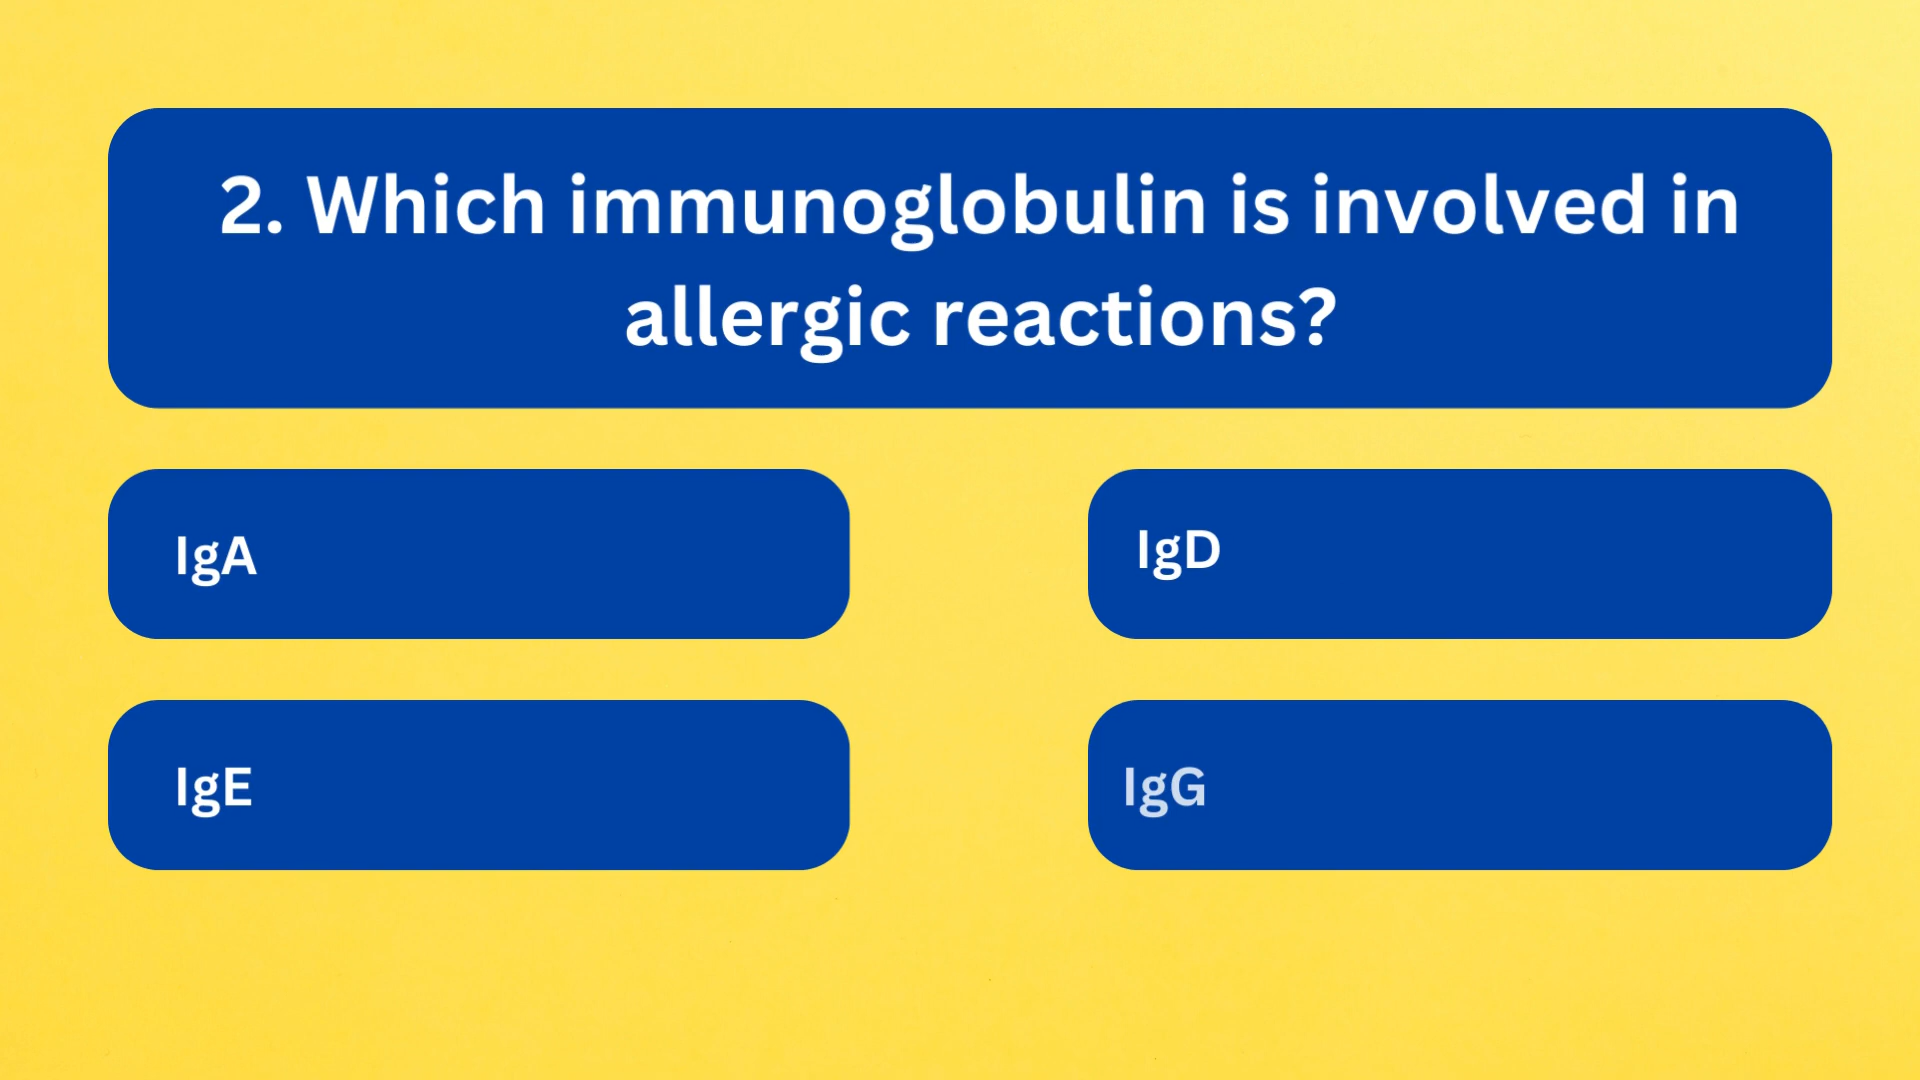 2. Which immunoglobulin is involved in
allergic reactions?
IgA
IgD
IgE
IgG